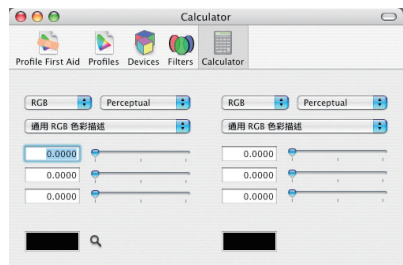 Calculator
Profile First Aid Profiles Devices Filters Calculator
RGB Perceptual RGB Perceptual
通用 RGB 色彩描述 通用 RGB 色彩描述
0.0000 0.0000
0.0000 0.0000
0.0000 0.0000